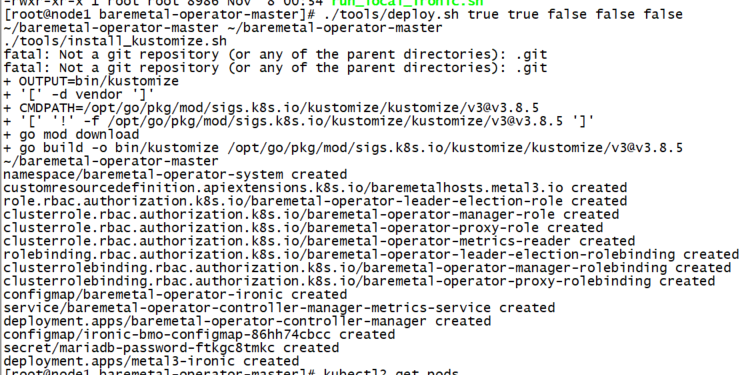 -rwxr-xr-x 1 root root 8986 Nov 8 00:54 run_local_ironic.sh
[root@node1 baremetal-operator-master]# ./tools/deploy.sh true true false false false
~/baremetal-operator-master ~/baremetal-operator-master
./tools/install_kustomize.sh
fatal: Not a git repository (or any of the parent directories): .git
fatal: Not a git repository (or any of the parent directories): .git
+ OUTPUT=bin/kustomize
+ '[' -d vendor ']'
+ CMDPATH=/opt/go/pkg/mod/sigs.k8s.io/kustomize/kustomize/v3@v3.8.5
+ '[' '!' -f /opt/go/pkg/mod/sigs.k8s.io/kustomize/kustomize/v3@v3.8.5 ']'
+ go mod download
+ go build -o bin/kustomize /opt/go/pkg/mod/sigs.k8s.io/kustomize/kustomize/v3@v3.8.5
~/baremetal-operator-master
namespace/baremetal-operator-system created
customresourcedefinition.apiextensions.k8s.io/baremetalhosts.metal3.io created
role.rbac.authorization.k8s.io/baremetal-operator-leader-election-role created
clusterrole.rbac.authorization.k8s.io/baremetal-operator-manager-role created
clusterrole.rbac.authorization.k8s.io/baremetal-operator-proxy-role created
clusterrole.rbac.authorization.k8s.io/baremetal-operator-metrics-reader created
rolebinding.rbac.authorization.k8s.io/baremetal-operator-leader-election-rolebinding created
clusterrolebinding.rbac.authorization.k8s.io/baremetal-operator-manager-rolebinding created
clusterrolebinding.rbac.authorization.k8s.io/baremetal-operator-proxy-rolebinding created
configmap/baremetal-operator-ironic created
service/baremetal-operator-controller-manager-metrics-service created
deployment.apps/baremetal-operator-controller-manager created
configmap/ironic-bmo-configmap-86hh74cbcc created
secret/mariadb-password-ftkgc8tmkc created
deployment.apps/metal3-ironic created
[root@node1 baremetal-operator-master]# kubectl2 get pods